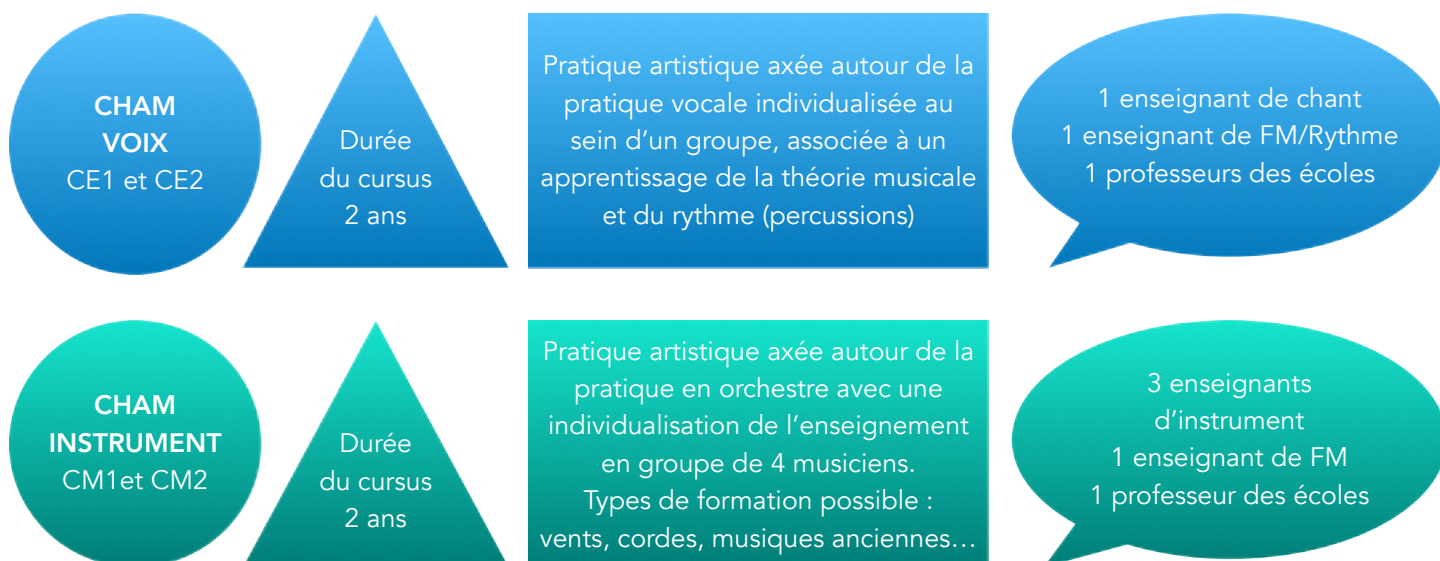 CHAM
VOIX
CE1 et CE2
Durée
du cursus
2 ans
Pratique artistique axée autour de la
pratique vocale individualisée au
sein d’un groupe, associée à un
apprentissage de la théorie musicale
et du rythme (percussions)
1 enseignant de chant
1 enseignant de FM/Rythme
1 professeurs des écoles
CHAM
INSTRUMENT
CM1et CM2
Durée
du cursus
2 ans
Pratique artistique axée autour de la
pratique en orchestre avec une
individualisation de l’enseignement
en groupe de 4 musiciens.
Types de formation possible :
vents, cordes, musiques anciennes…
3 enseignants
d’instrument
1 enseignant de FM
1 professeur des écoles